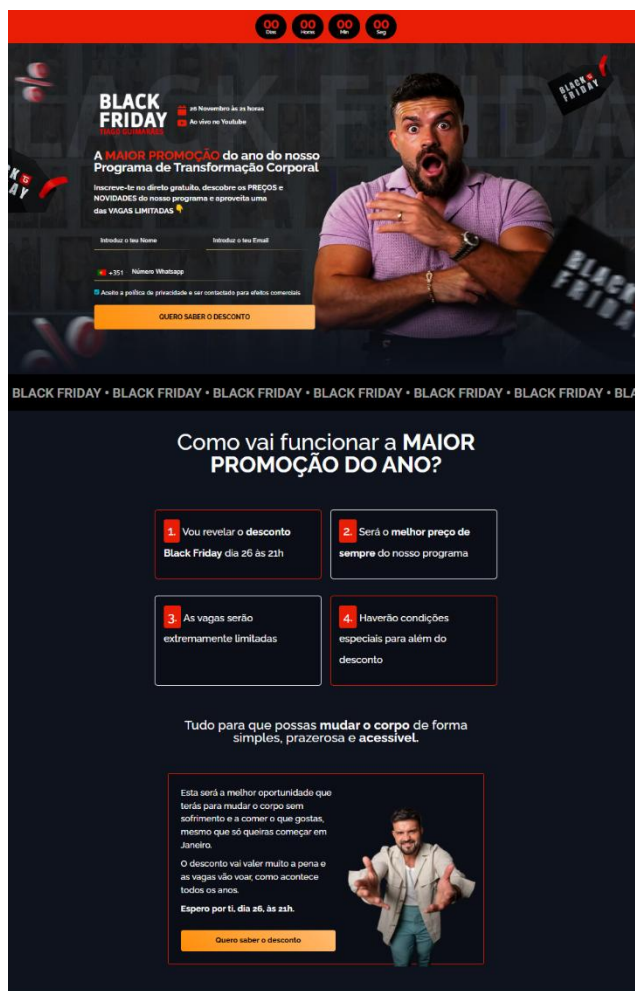 00 00 00 00
Dias Horas Min Seg
BLACK
FRIDAY
TIAGO GUIMARÃES
26 Novembro às 21 horas
Ao vivo no Youtube
A MAIOR PROMOÇÃO do ano do nosso
Programa de Transformação Corporal
Inscreve-te no direto gratuito, descobre os PREÇOS e
NOVIDADES do nosso programa e aproveita uma
das VAGAS LIMITADAS 👇
Introduz o teu Nome Introduz o teu Email
+351 Número Whatsapp
Aceito a política de privacidade e ser contactado para efeitos comerciais
QUERO SABER O DESCONTO
BLACK
FRIDAY
BLACK
FRIDAY
BLACK FRIDAY • BLACK FRIDAY • BLACK FRIDAY • BLACK FRIDAY • BLACK FRIDAY • BLACK FRIDAY • BLA
Como vai funcionar a MAIOR
PROMOÇÃO DO ANO?
1. Vou revelar o desconto
Black Friday dia 26 às 21h
2. Será o melhor preço de
sempre do nosso programa
3. As vagas serão
extremamente limitadas
4. Haverão condições
especiais para além do
desconto
Tudo para que possas mudar o corpo de forma
simples, prazerosa e acessível.
Esta será a melhor oportunidade que
terás para mudar o corpo sem
sofrimento e a comer o que gostas,
mesmo que só queiras começar em
Janeiro.
O desconto vai valer muito a pena e
as vagas vão voar, como acontece
todos os anos.
Espero por ti, dia 26, às 21h.
Quero saber o desconto